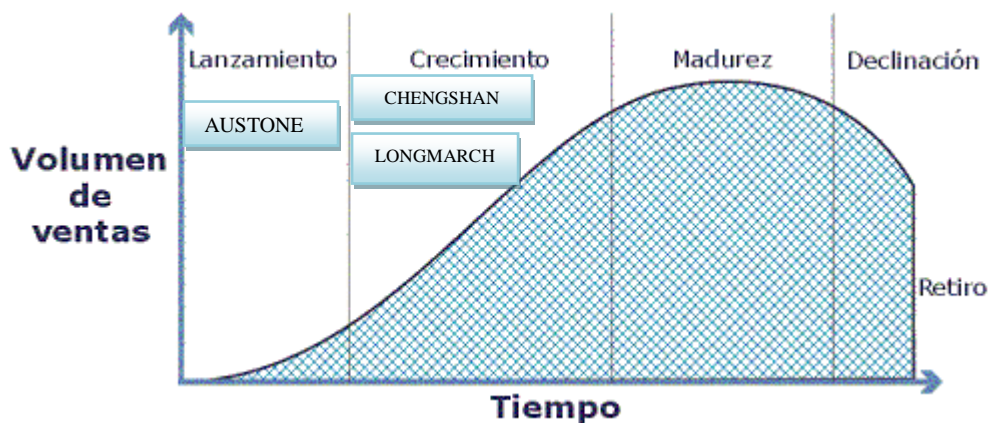 Lanzamiento
Crecimiento
Madurez
Declinación
CHENGSHAN
AUSTONE
LONGMARCH
Volumen
de
ventas
Retiro
Tiempo